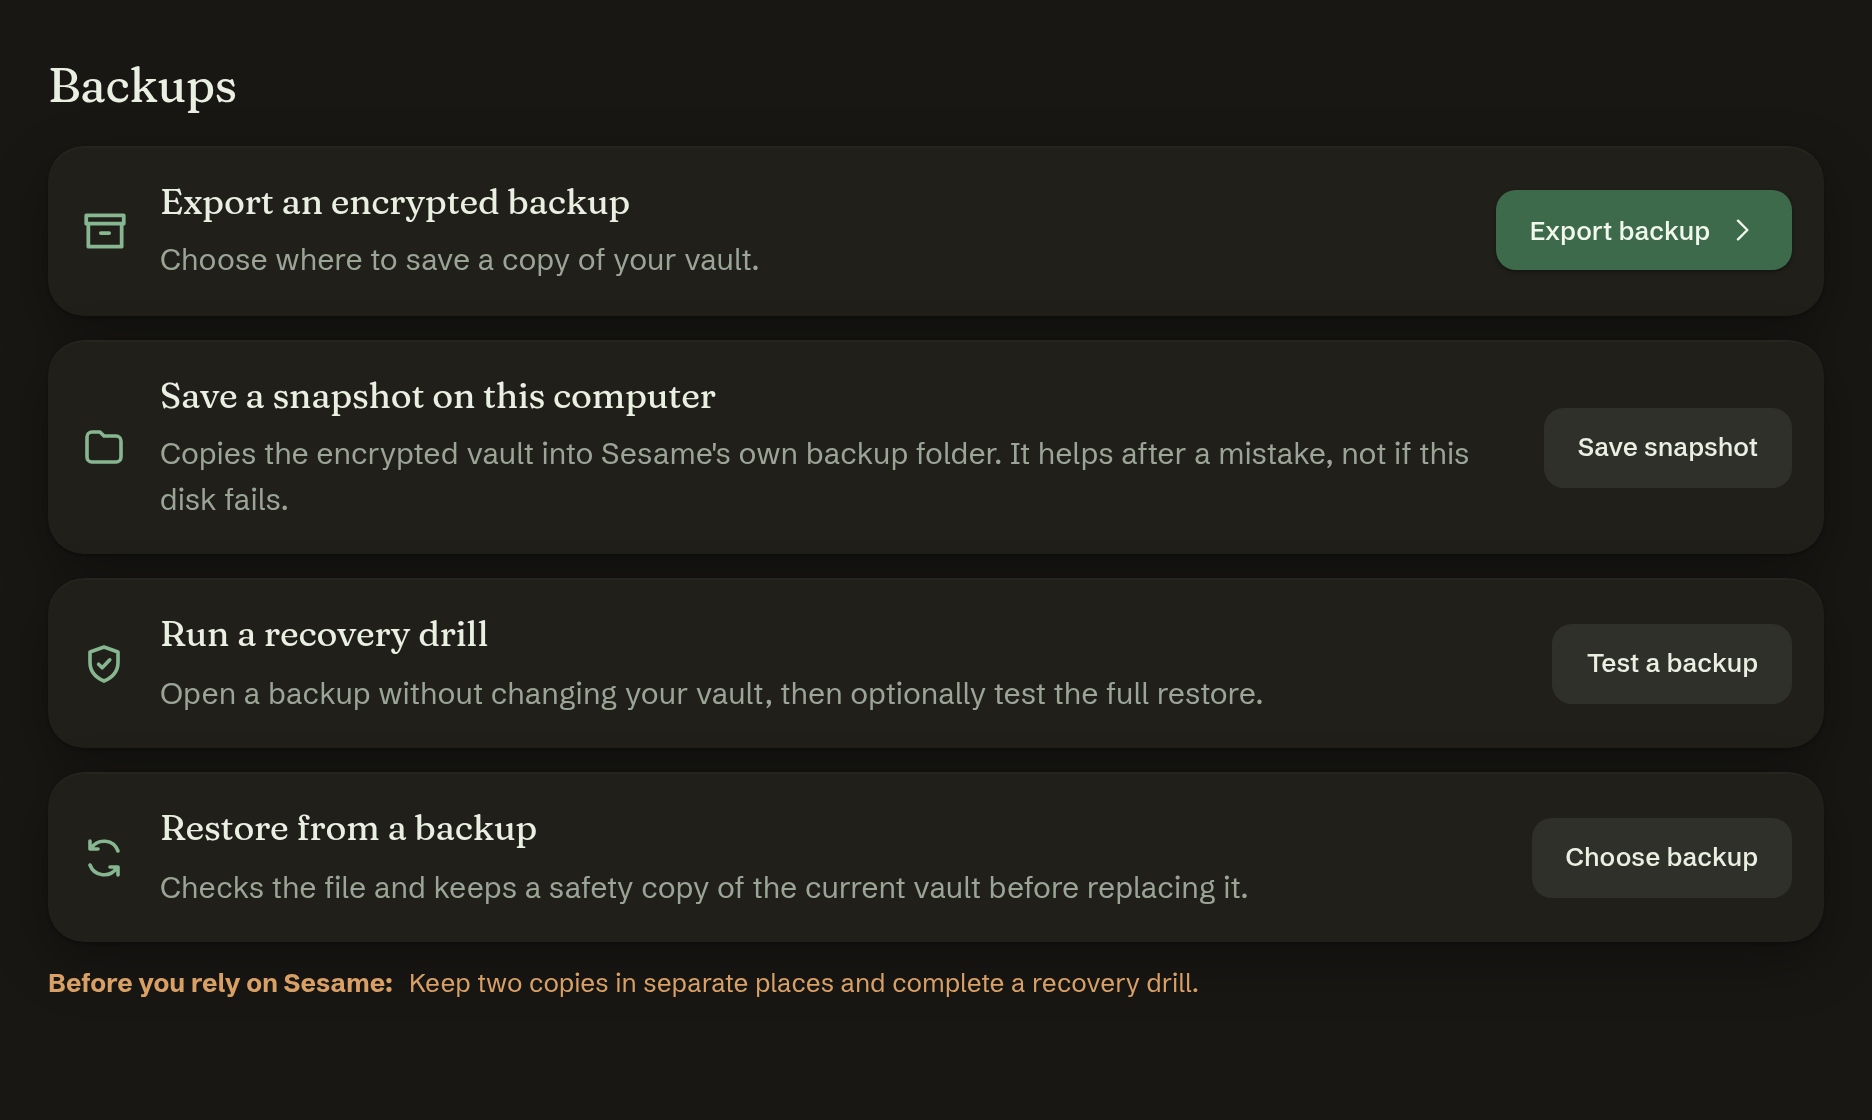 Backups
Export an encrypted backup
Choose where to save a copy of your vault.
Export backup
Save a snapshot on this computer
Copies the encrypted vault into Sesame's own backup folder. It helps after a mistake, not if this
disk fails.
Save snapshot
Run a recovery drill
Open a backup without changing your vault, then optionally test the full restore.
Test a backup
Restore from a backup
Checks the file and keeps a safety copy of the current vault before replacing it.
Choose backup
Before you rely on Sesame: Keep two copies in separate places and complete a recovery drill.